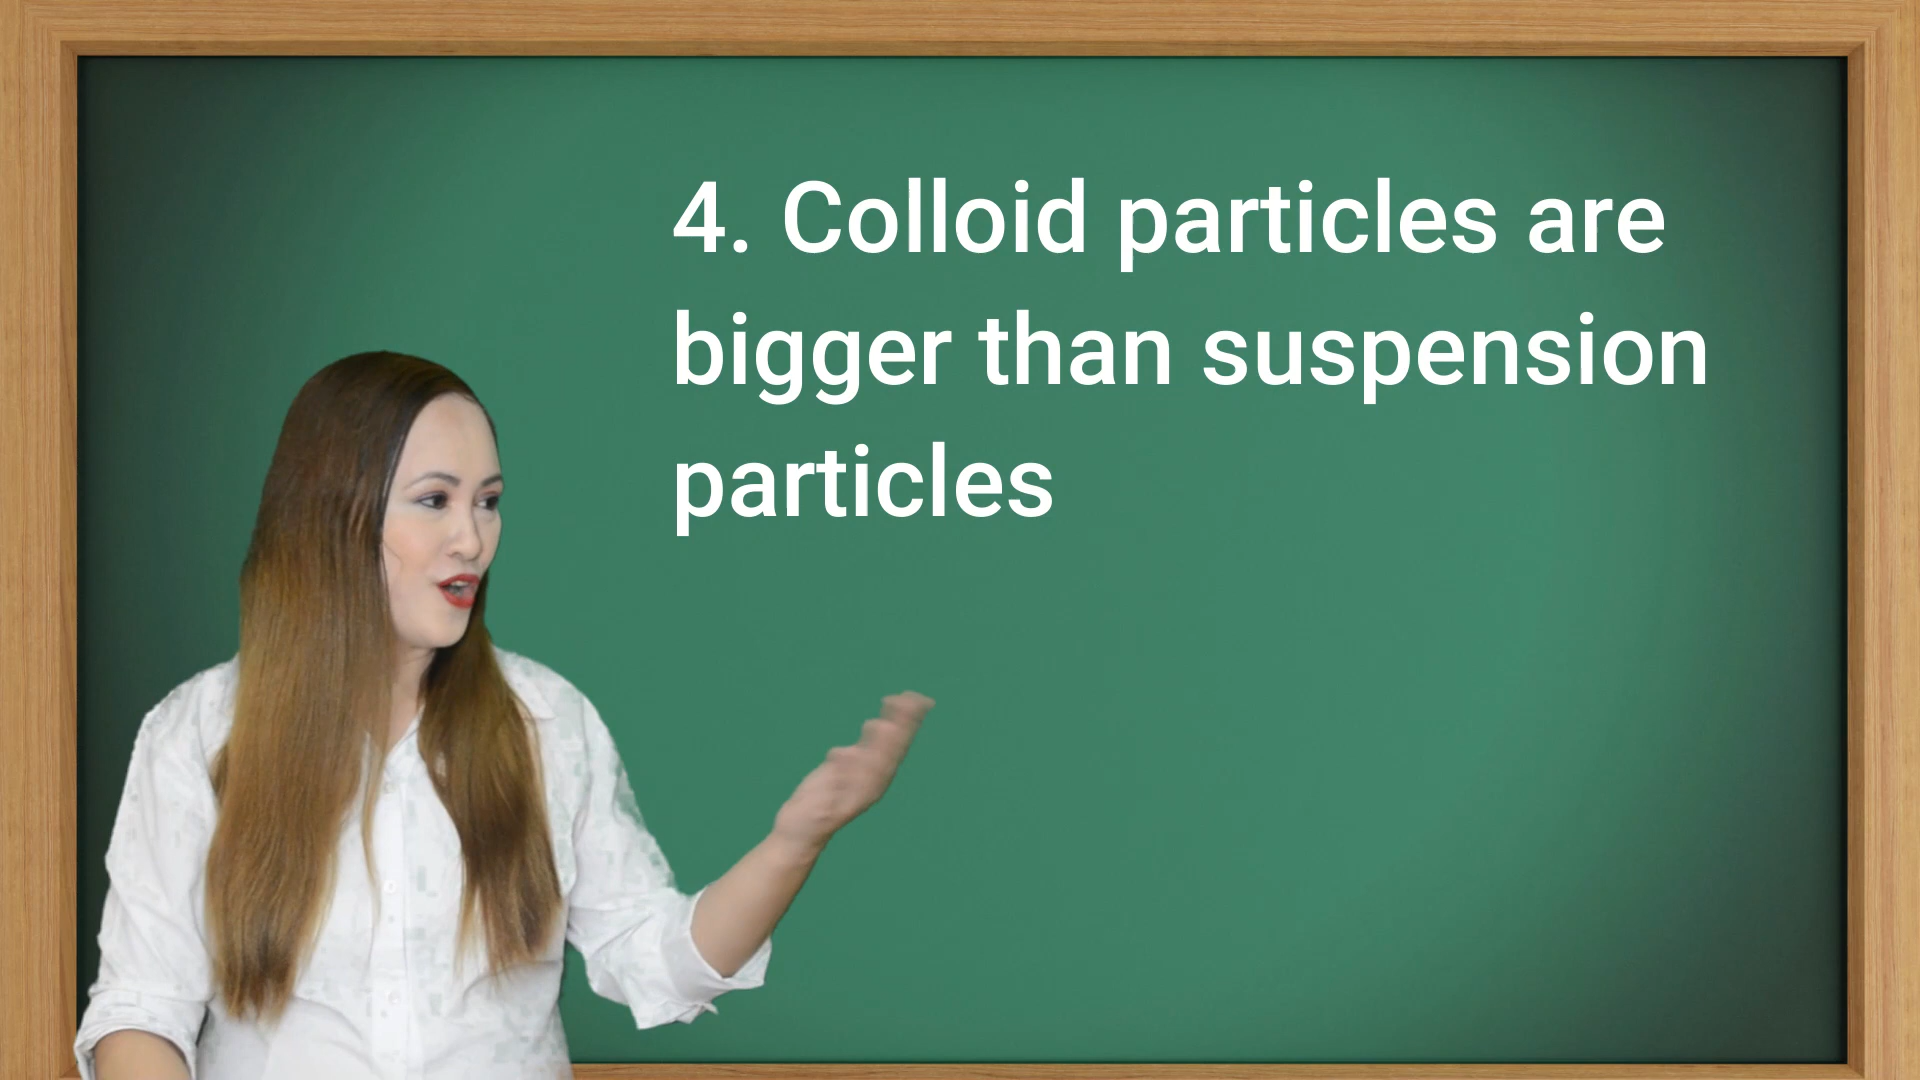 4. Colloid particles are
bigger than suspension
particles